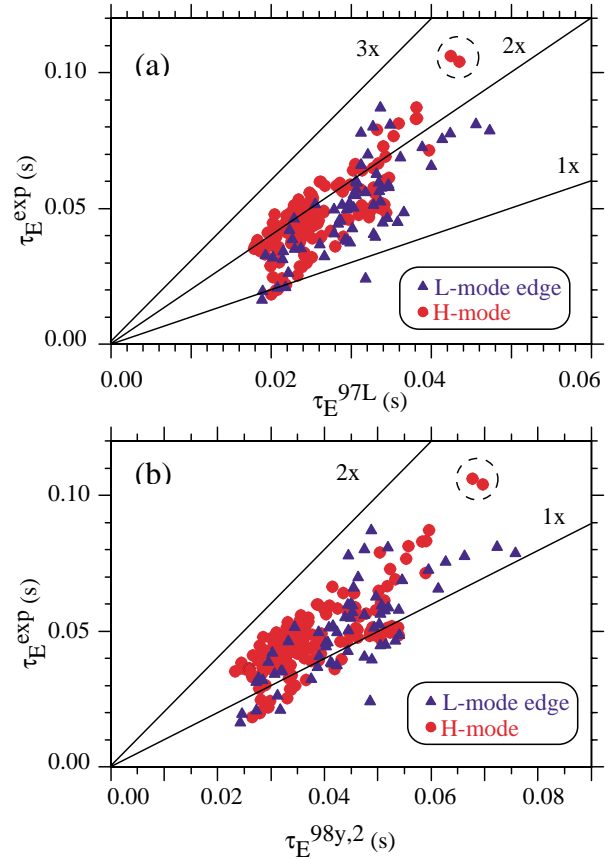 (a)
3x
2x
1x
0.10
0.05
0.00
τE^exp (s)
L-mode edge
H-mode
0.00 0.02 0.04 0.06
τE^97L (s)
(b)
2x
1x
0.10
0.05
0.00
τE^exp (s)
L-mode edge
H-mode
0.00 0.02 0.04 0.06 0.08
τE^98y,2 (s)